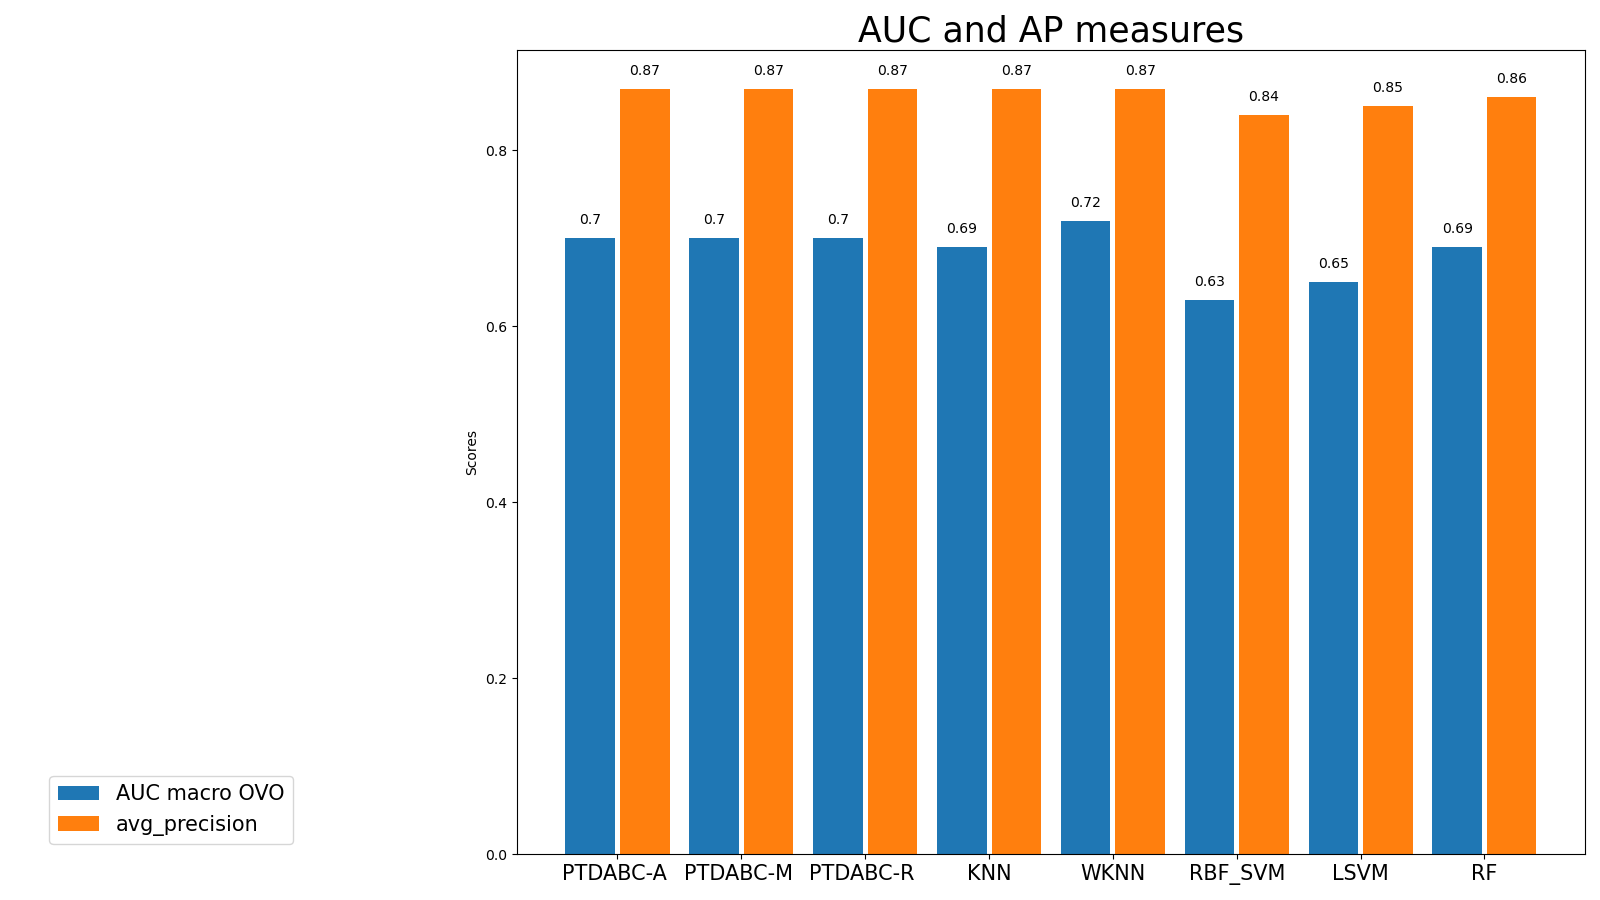 AUC and AP measures
0.87 0.87 0.87 0.87 0.87 0.84 0.85 0.86
0.7 0.7 0.7 0.69 0.72 0.63 0.65 0.69
0.8
0.6
0.4
0.2
0.0
Scores
PTDABC-A PTDABC-M PTDABC-R KNN WKNN RBF_SVM LSVM RF
AUC macro OVO
avg_precision